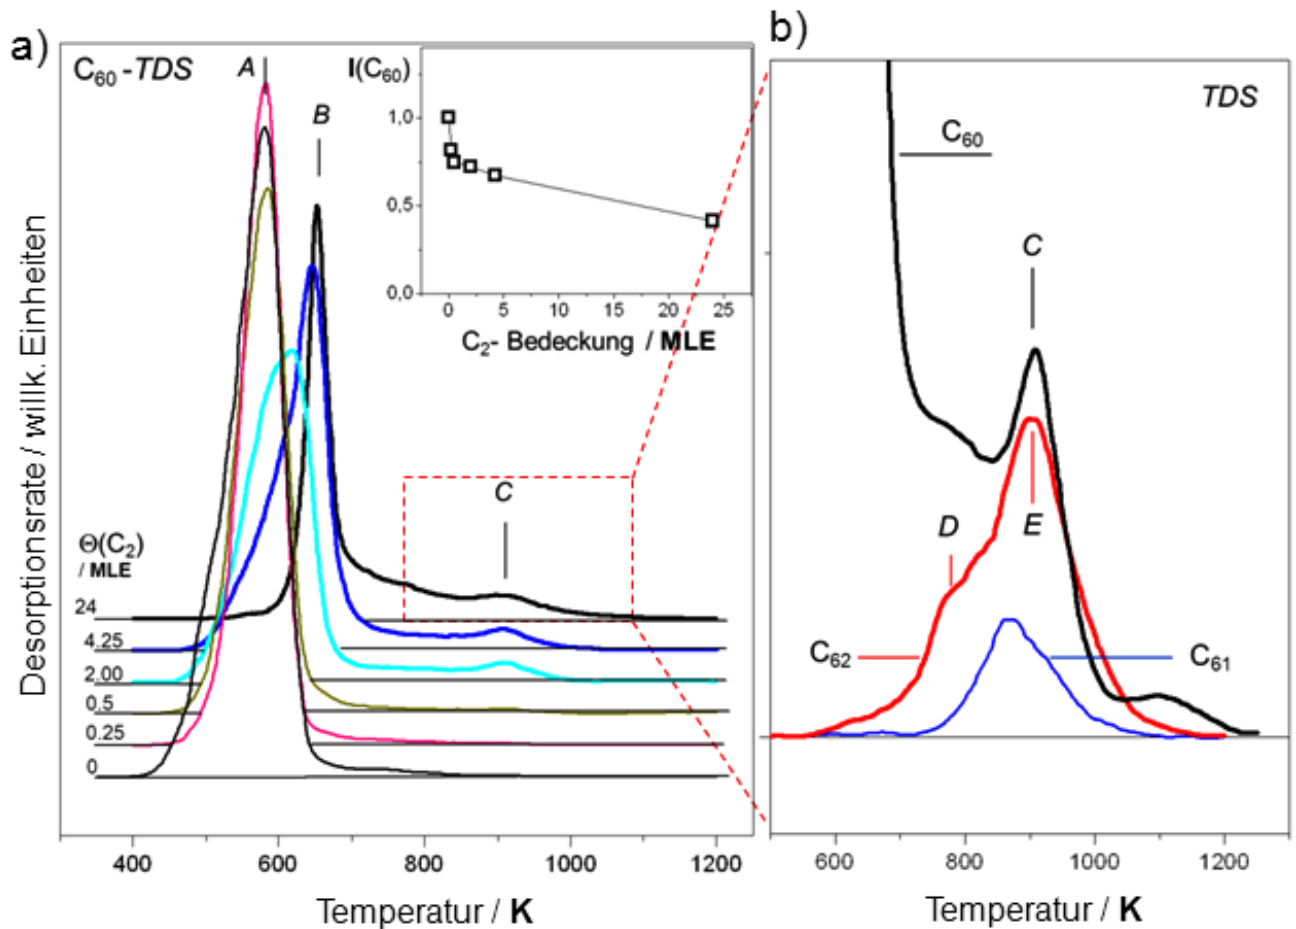 a)
C60 -TDS
A
B
I(C60)
1,0
0,5
0,0
0 5 10 15 20 25
C2- Bedeckung / MLE
C
Θ(C2)
/ MLE
24
4.25
2.00
0.5
0.25
0
400 600 800 1000 1200
Temperatur / K
Desorptionsrate / willk. Einheiten
b)
TDS
C60
C
D
E
C62
C61
600 800 1000 1200
Temperatur / K